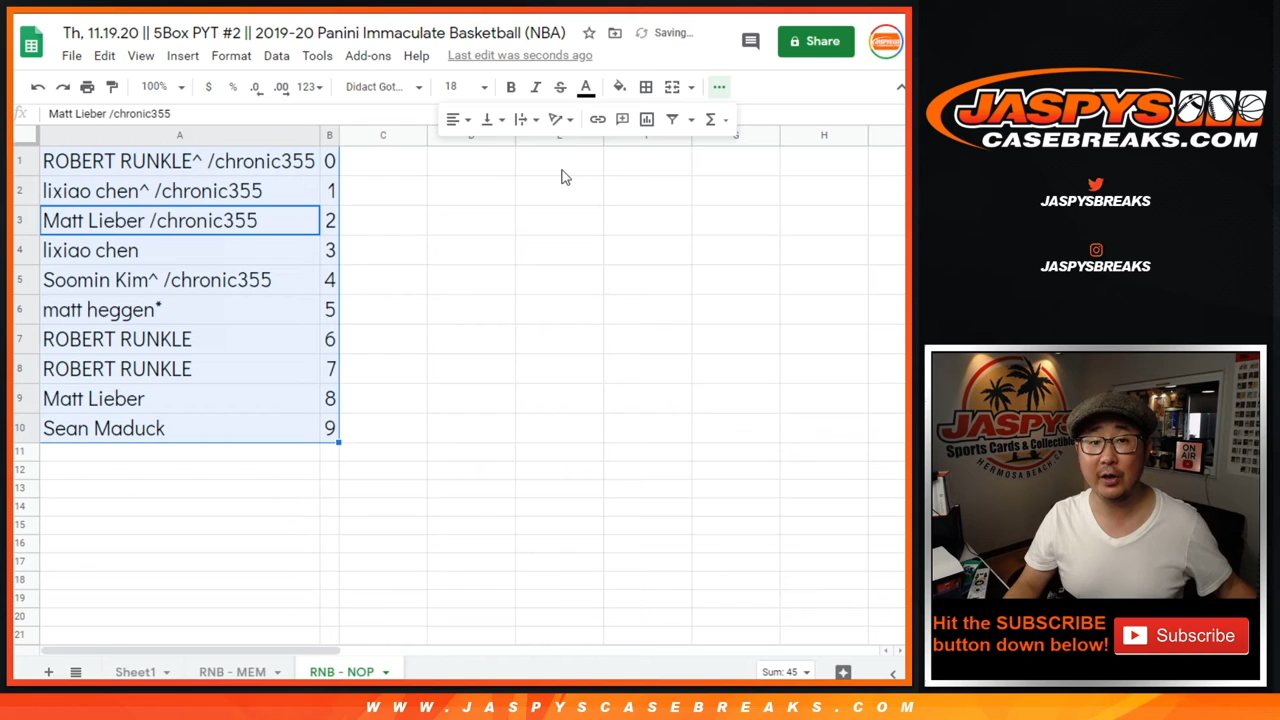 Th, 11.19.20 || 5Box PYT #2 || 2019-20 Panini Immaculate Basketball (NBA)
Saving...
Share
File Edit View Insert Format Data Tools Add-ons Help Last edit was seconds ago
100% $ % .0 .00 123 Didact Got... 18 B I S A
fx Matt Lieber /chronic355
A B C H
1 ROBERT RUNKLE^ /chronic355 0
2 lixiao chen^ /chronic355 1
3 Matt Lieber /chronic355 2
4 lixiao chen 3
5 Soomin Kim^ /chronic355 4
6 matt heggen* 5
7 ROBERT RUNKLE 6
8 ROBERT RUNKLE 7
9 Matt Lieber 8
10 Sean Maduck 9
11
12
13
14
15
16
17
18
19
20
21
Sheet1 RNB - MEM RNB - NOP Sum: 45
JASPYS
CASEBREAKS.COM
JASPYSBREAKS
JASPYSBREAKS
JASPYS
Sports Cards & Collectible
HERMOSA BEACH,
ON AIR
Hit the SUBSCRIBE
button down below!
Subscribe
WWW.JASPYSCASEBREAKS.COM